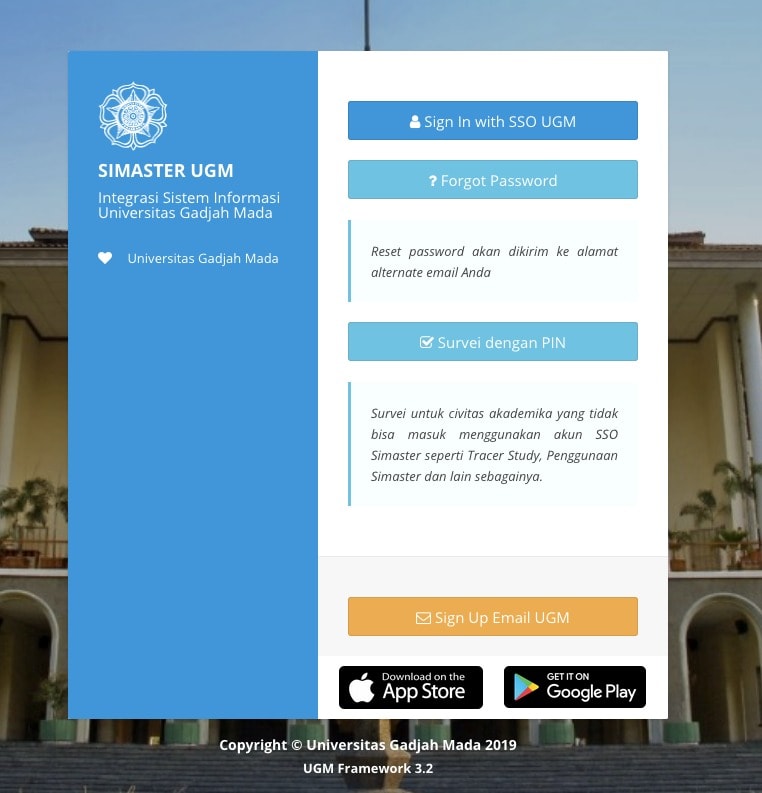 SIMASTER UGM
Integrasi Sistem Informasi
Universitas Gadjah Mada
Universitas Gadjah Mada
Sign In with SSO UGM
? Forgot Password
Reset password akan dikirim ke alamat
alternate email Anda
Survei dengan PIN
Survei untuk civitas akademika yang tidak
bisa masuk menggunakan akun SSO
Simaster seperti Tracer Study, Penggunaan
Simaster dan lain sebagainya.
Sign Up Email UGM
Download on the
App Store
GET IT ON
Google Play
Copyright © Universitas Gadjah Mada 2019
UGM Framework 3.2